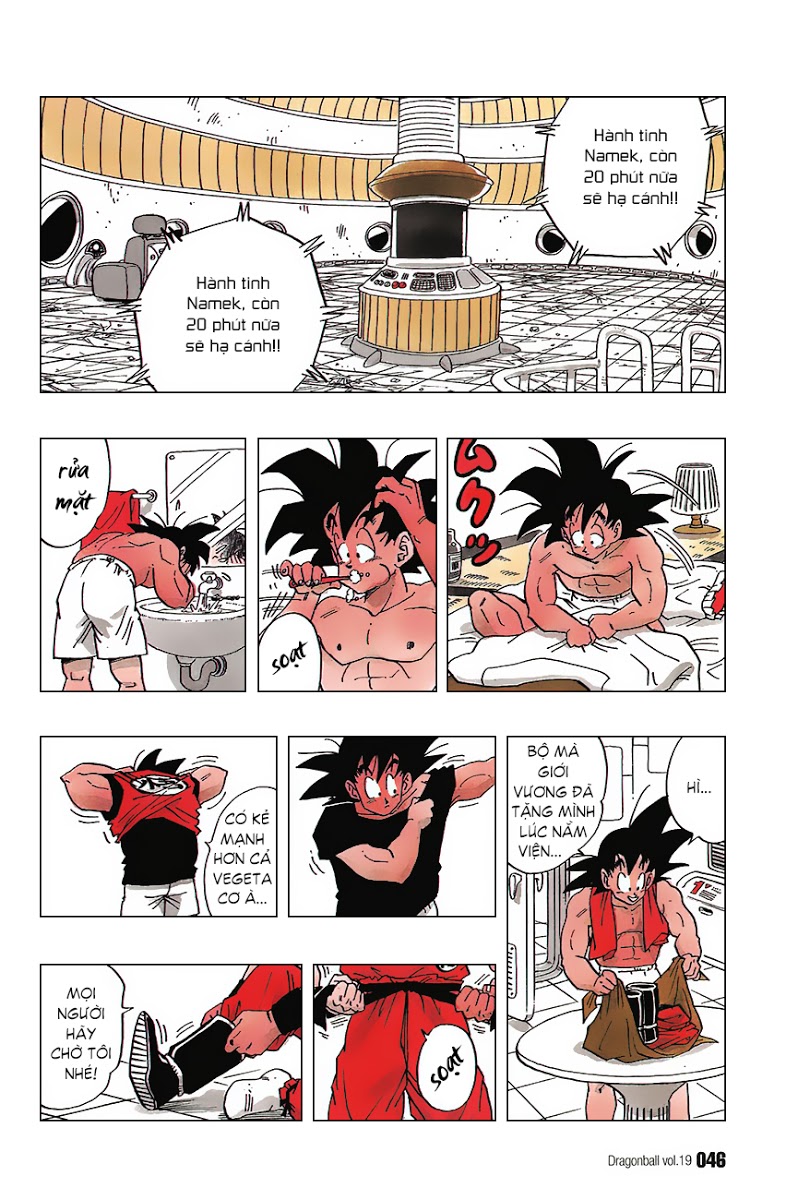 Hành tinh
Namek, còn
20 phút nữa
sẽ hạ cánh!!
Hành tinh
Namek, còn
20 phút nữa
sẽ hạ cánh!!
ムクッ
soạt
rửa
mặt
HÌ...
BỘ MÀ
GIỚI
VƯƠNG ĐÃ
TẶNG MÌNH
LÚC NẰM
VIỆN...
CÓ KẺ
MẠNH
HƠN CẢ
VEGETA
CƠ À...
soạt
MỌI
NGƯỜI
HÃY
CHỜ TÔI
NHÉ!
Dragonball vol.19 046